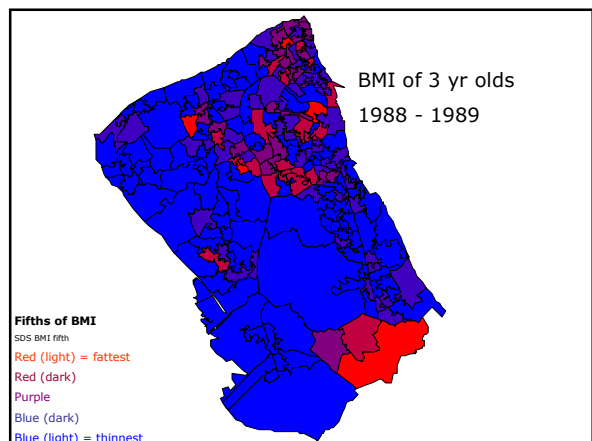 BMI of 3 yr olds
1988 - 1989
Fifths of BMI
SDS BMI fifth
Red (light) = fattest
Red (dark)
Purple
Blue (dark)
Blue (light) = thinnest